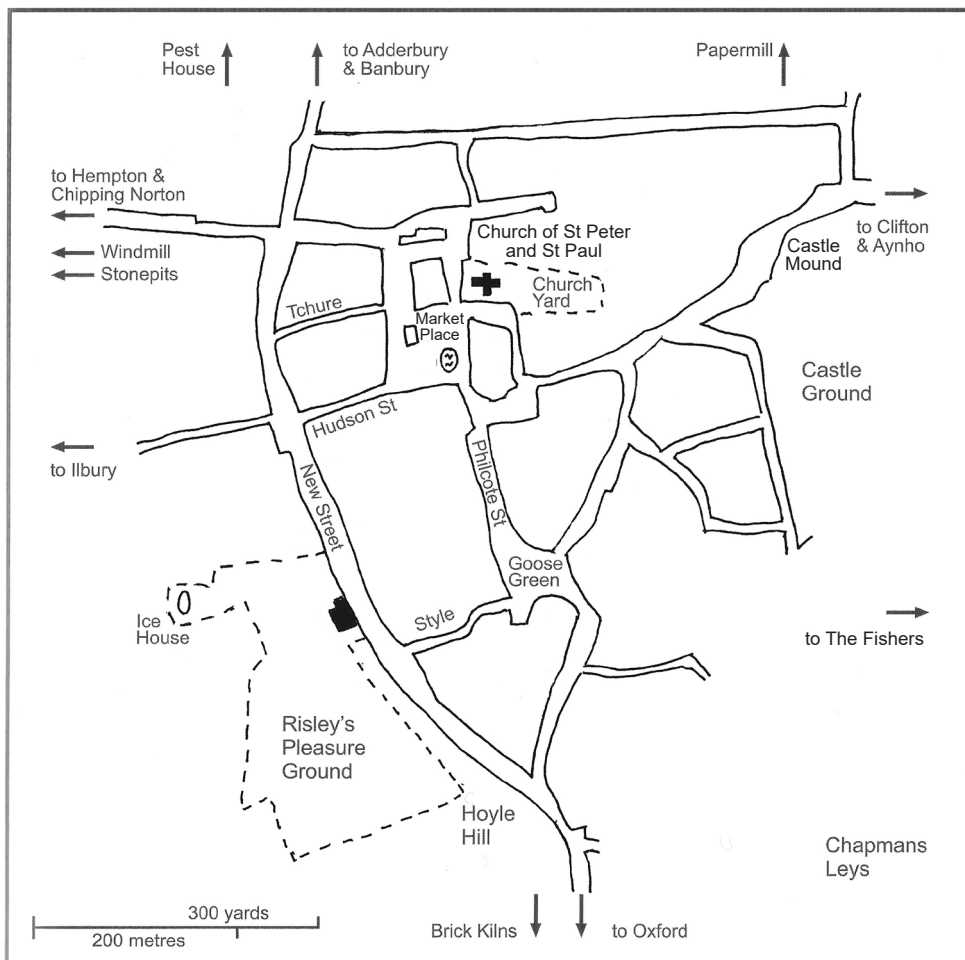 Pest
House
to Adderbury
& Banbury
Papermill
to Hempton &
Chipping Norton
Windmill
Stonepits
Church of St Peter
and St Paul
Church
Yard
Castle
Mound
to Clifton
& Aynho
Tchure
Market
Place
Castle
Ground
Hudson St
to Ilbury
New Street
Philcote St
Goose
Green
Ice
House
Style
to The Fishers
Risley's
Pleasure
Ground
Hoyle
Hill
Chapmans
Leys
300 yards
200 metres
Brick Kilns
to Oxford